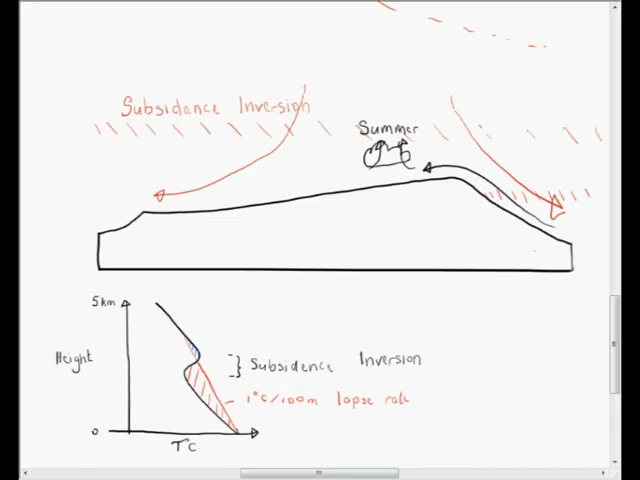 Subsidence Inversion
Summer
5km
Height
Subsidence Inversion
1°C/100m lapse rate
0
T°C